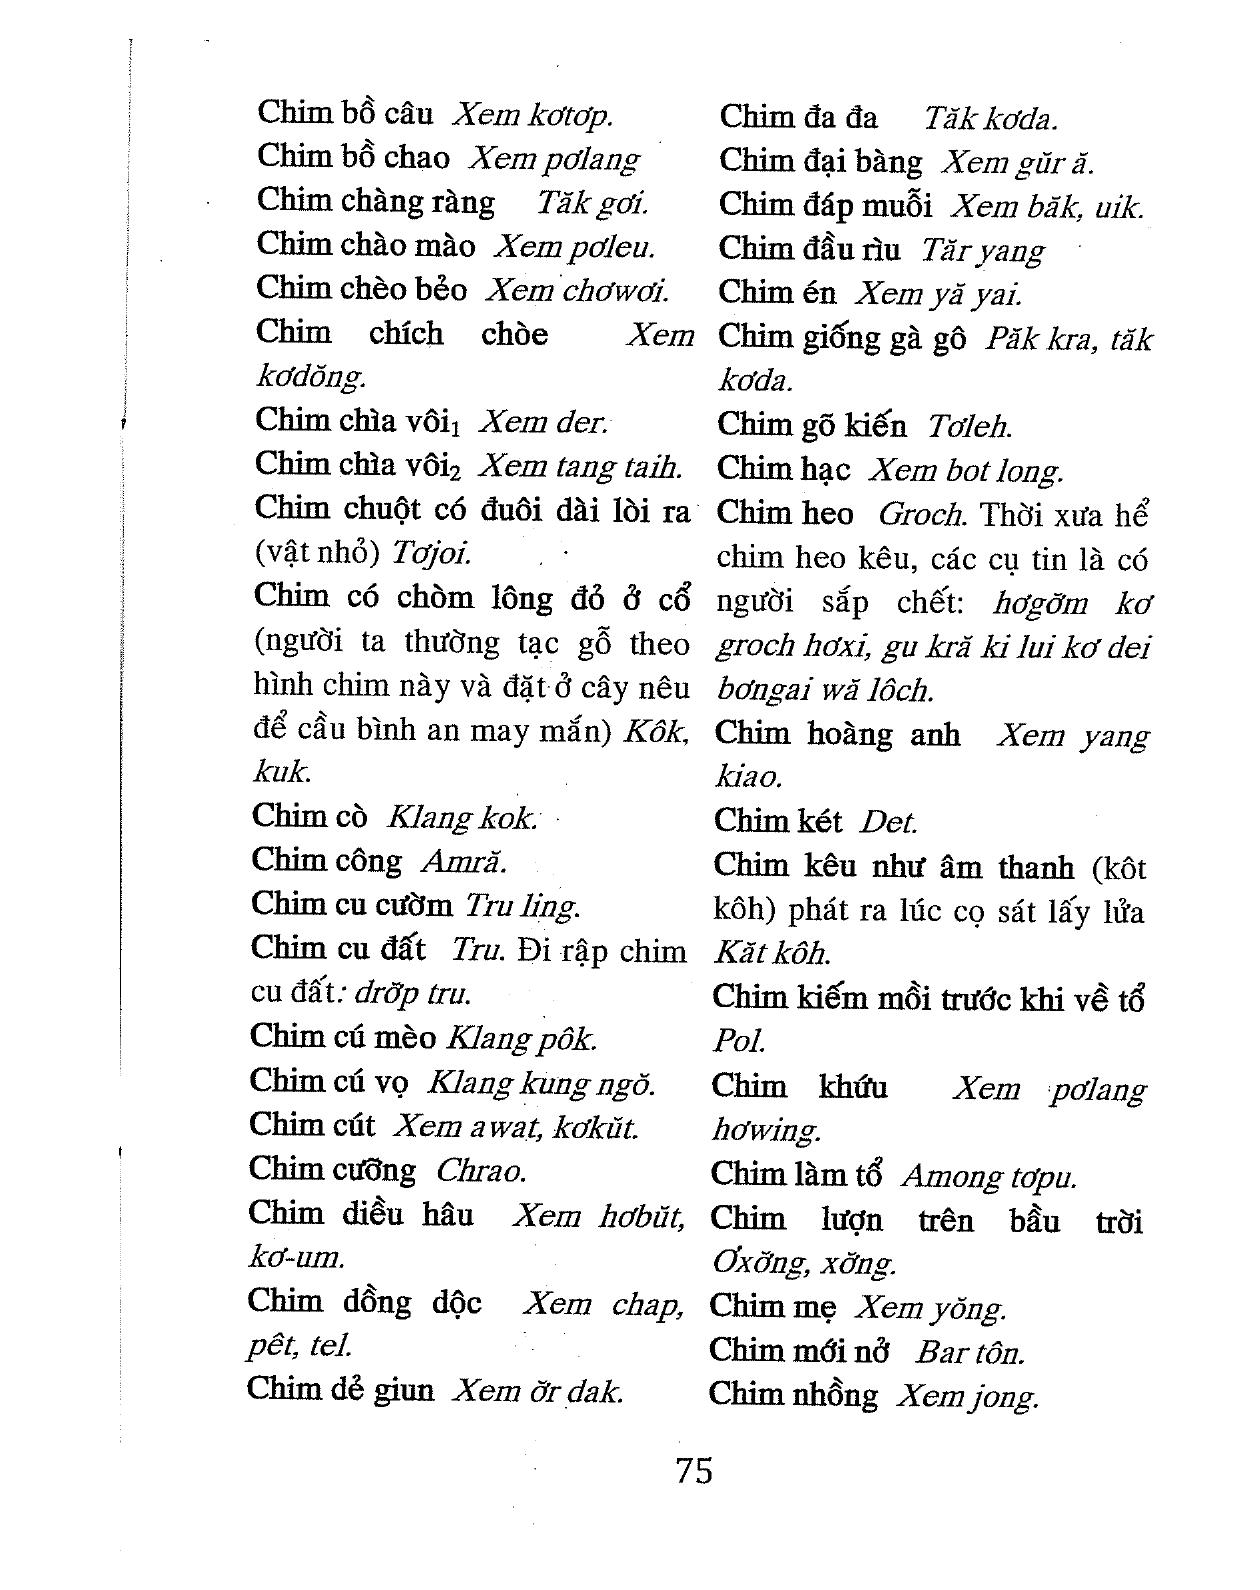 Chim bồ câu Xem kơtơp.
Chim bồ chao Xem pơlang
Chim chàng ràng Tăk gơi.
Chim chào mào Xem pơleu.
Chim chèo bẻo Xem chơwơi.
Chim chích chòe Xem
kơdŏng.
Chim chìa vôi₁ Xem der.
Chim chìa vôi₂ Xem tang taih.
Chim chuột có đuôi dài lòi ra
(vật nhỏ) Tơjoi.
Chim có chòm lông đỏ ở cổ
(người ta thường tạc gỗ theo
hình chim này và đặt ở cây nêu
để cầu bình an may mắn) Kôk,
kuk.
Chim cò Klang kok.
Chim công Amră.
Chim cu cườm Tru ling.
Chim cu đất Tru. Đi rập chim
cu đất: drơ̆p tru.
Chim cú mèo Klang pôk.
Chim cú vọ Klang kung ngŏ.
Chim cút Xem awat, kơkŭt.
Chim cưỡng Chrao.
Chim diều hâu Xem hơbŭt,
kơ-um.
Chim dồng dộc Xem chap,
pêt, tel.
Chim dẻ giun Xem ơ̆r dak.
Chim đa đa Tăk kơda.
Chim đại bàng Xem gŭr ă.
Chim đáp muỗi Xem băk, uik.
Chim đầu rìu Tăr yang
Chim én Xem yă yai.
Chim giống gà gô Păk kra, tăk
kơda.
Chim gõ kiến Tơleh.
Chim hạc Xem bot long.
Chim heo Groch. Thời xưa hể
chim heo kêu, các cụ tin là có
người sắp chết: hơgơ̆m kơ
groch hơxi, gu kră ki lui kơ dei
bơngai wă lôch.
Chim hoàng anh Xem yang
kiao.
Chim két Det.
Chim kêu như âm thanh (kôt
kôh) phát ra lúc cọ sát lấy lửa
Kăt kôh.
Chim kiếm mồi trước khi về tổ
Pol.
Chim khứu Xem pơlang
hơwing.
Chim làm tổ Among tơpu.
Chim lượn trên bầu trời
Ơxơ̆ng, xơ̆ng.
Chim mẹ Xem yŏng.
Chim mới nở Bar tôn.
Chim nhồng Xem jong.
75